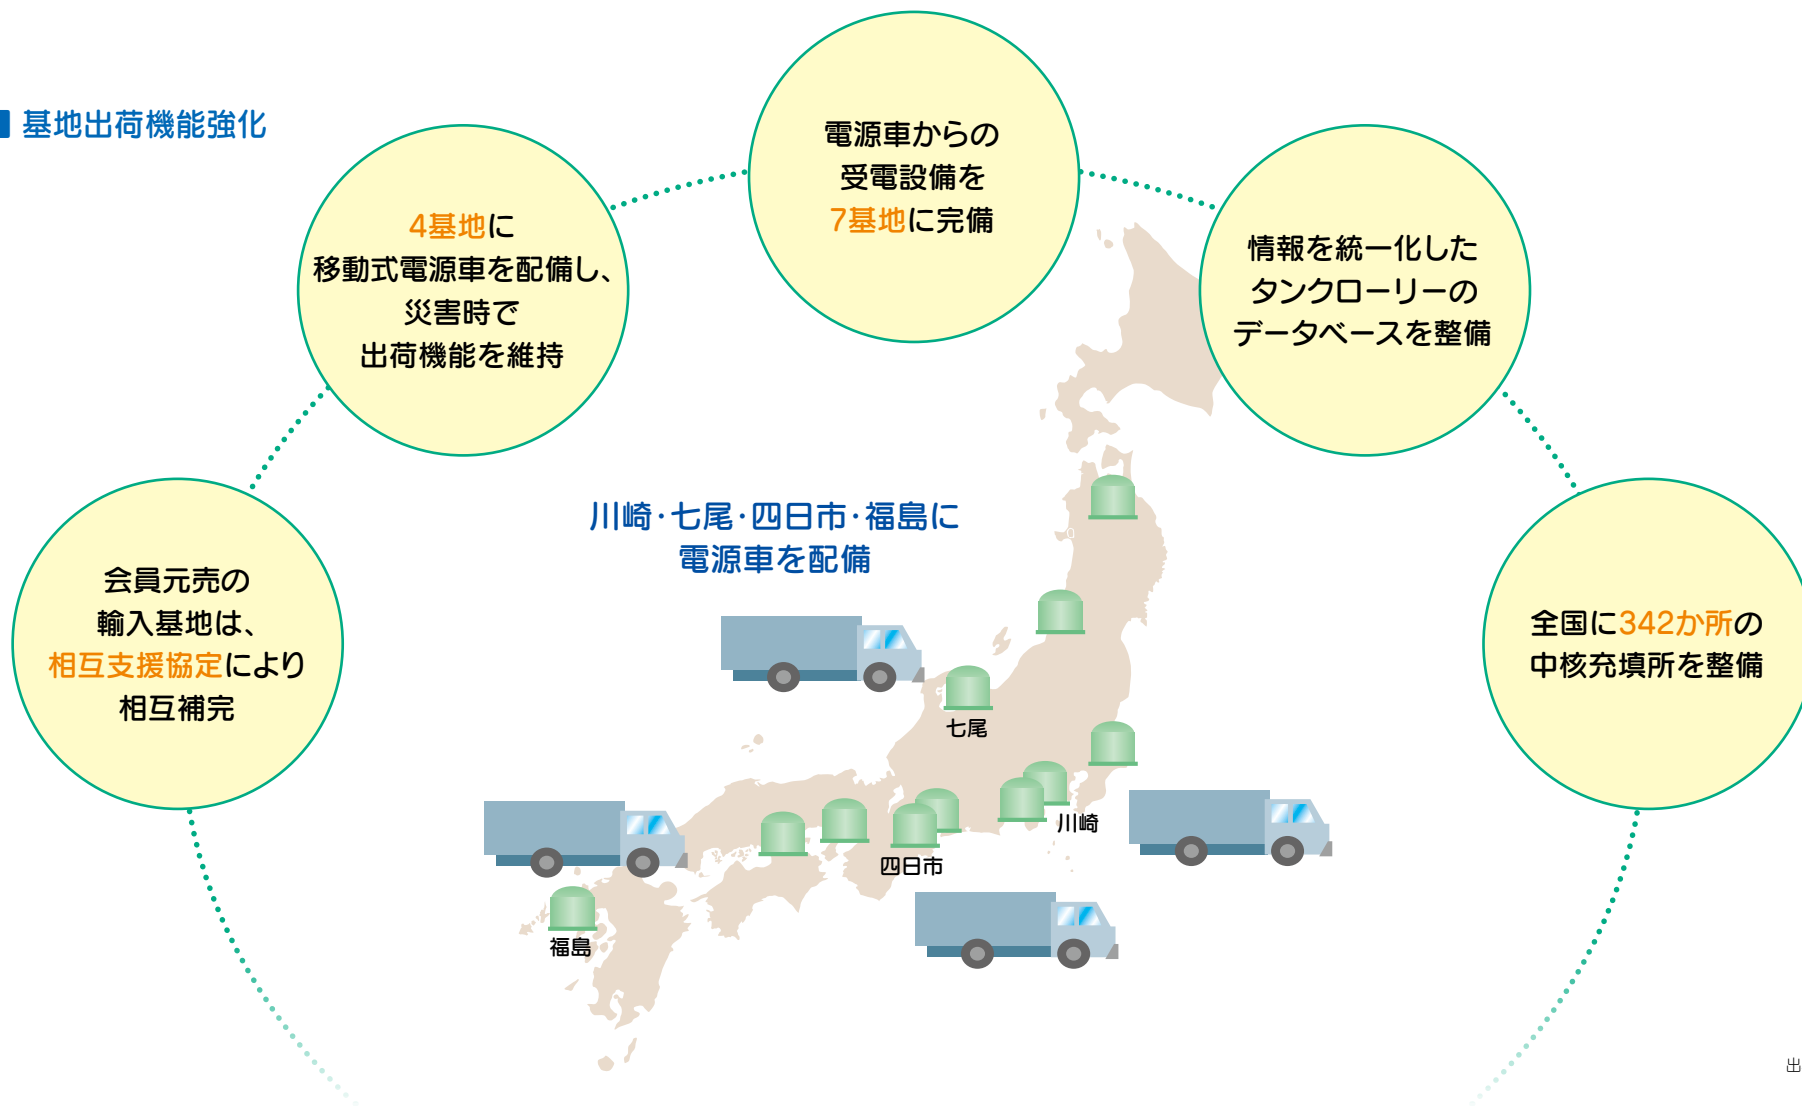 基地出荷機能強化
電源車からの
受電設備を
7基地に完備
4基地に
移動式電源車を配備し、
災害時で
出荷機能を維持
情報を統一化した
タンクローリーの
データベースを整備
川崎・七尾・四日市・福島に
電源車を配備
会員元売の
輸入基地は、
相互支援協定により
相互補完
全国に342か所の
中核充填所を整備
七尾
川崎
四日市
福島
出